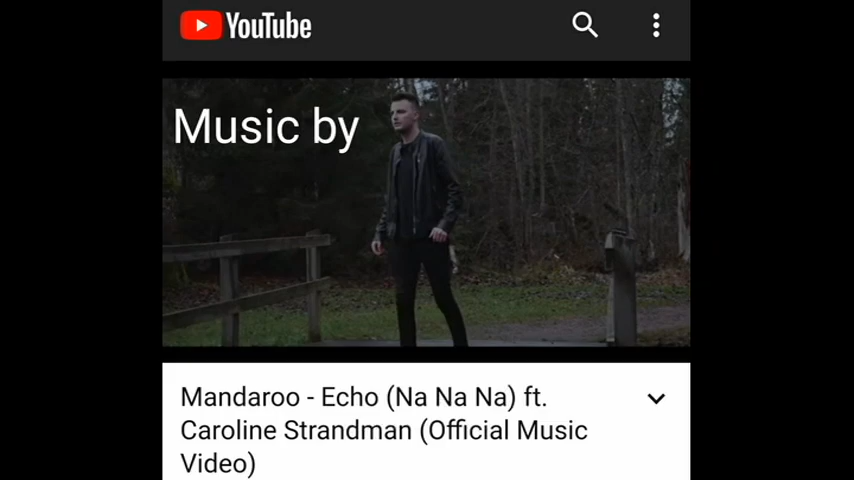 YouTube
Music by
Mandaroo - Echo (Na Na Na) ft.
Caroline Strandman (Official Music
Video)